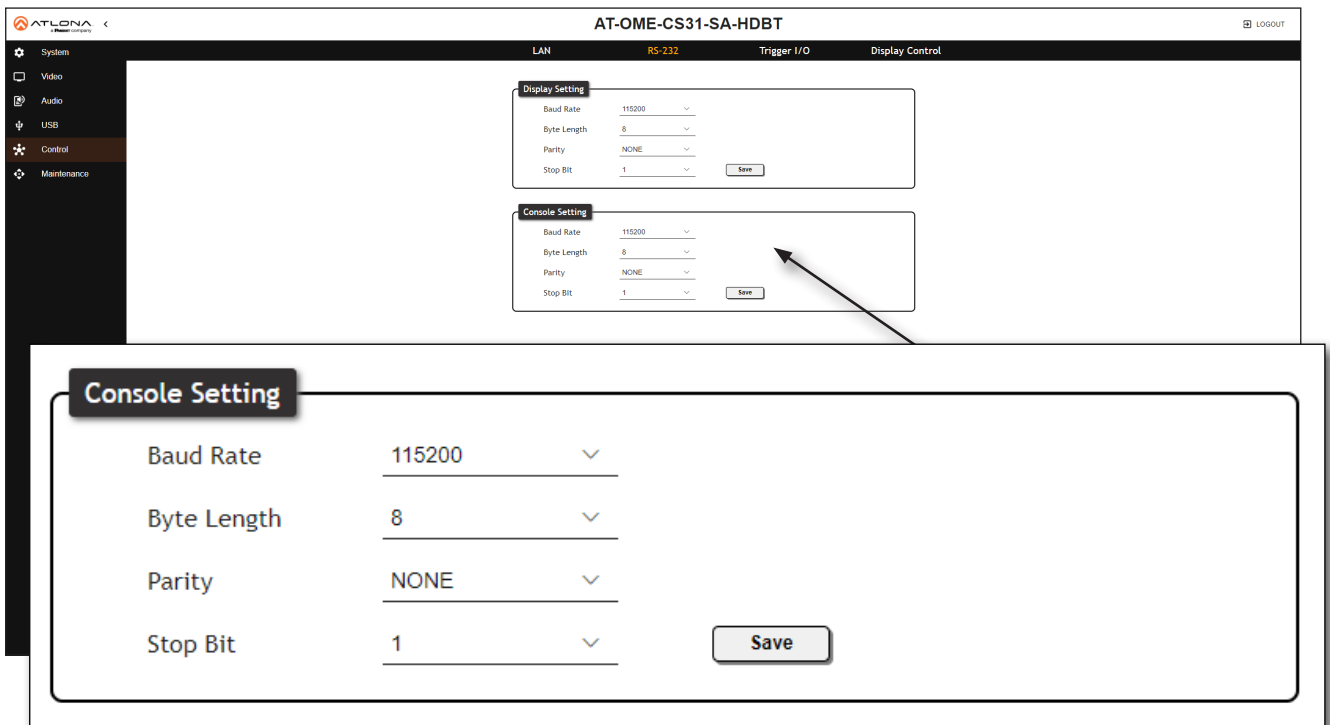 ATLONA
a Panduit company
AT-OME-CS31-SA-HDBT
LOGOUT
System
Video
Audio
USB
Control
Maintenance
LAN RS-232 Trigger I/O Display Control
Display Setting
Baud Rate 115200
Byte Length 8
Parity NONE
Stop Bit 1 Save
Console Setting
Baud Rate 115200
Byte Length 8
Parity NONE
Stop Bit 1 Save
Console Setting
Baud Rate 115200
Byte Length 8
Parity NONE
Stop Bit 1 Save